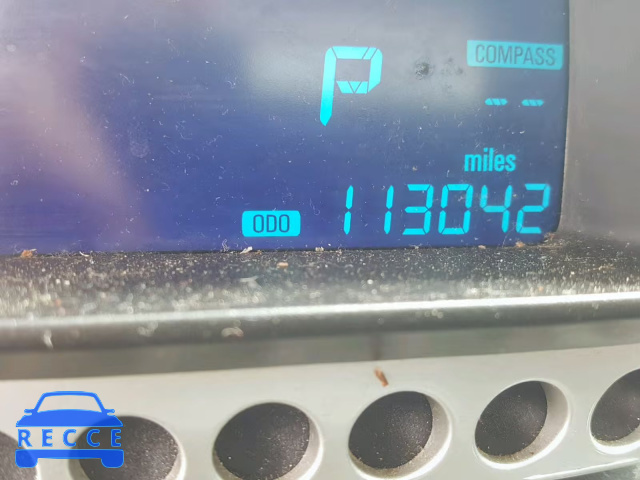 P
COMPASS
--
miles
ODO 113042
RECCE